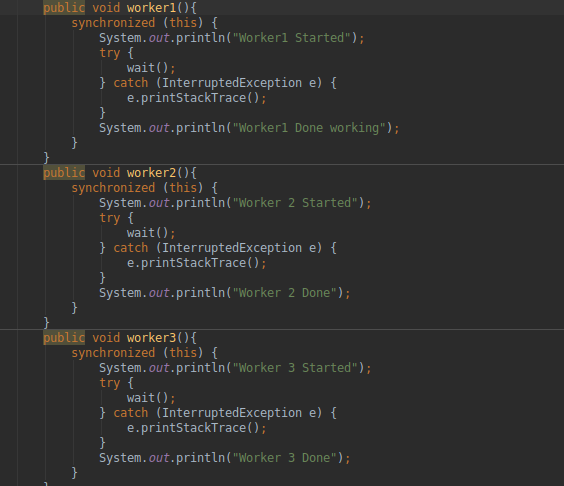 public void worker1(){
synchronized (this) {
System.out.println("Worker1 Started");
try {
wait();
} catch (InterruptedException e) {
e.printStackTrace();
}
System.out.println("Worker1 Done working");
}
}
public void worker2(){
synchronized (this) {
System.out.println("Worker 2 Started");
try {
wait();
} catch (InterruptedException e) {
e.printStackTrace();
}
System.out.println("Worker 2 Done");
}
}
public void worker3(){
synchronized (this) {
System.out.println("Worker 3 Started");
try {
wait();
} catch (InterruptedException e) {
e.printStackTrace();
}
System.out.println("Worker 3 Done");
}
}